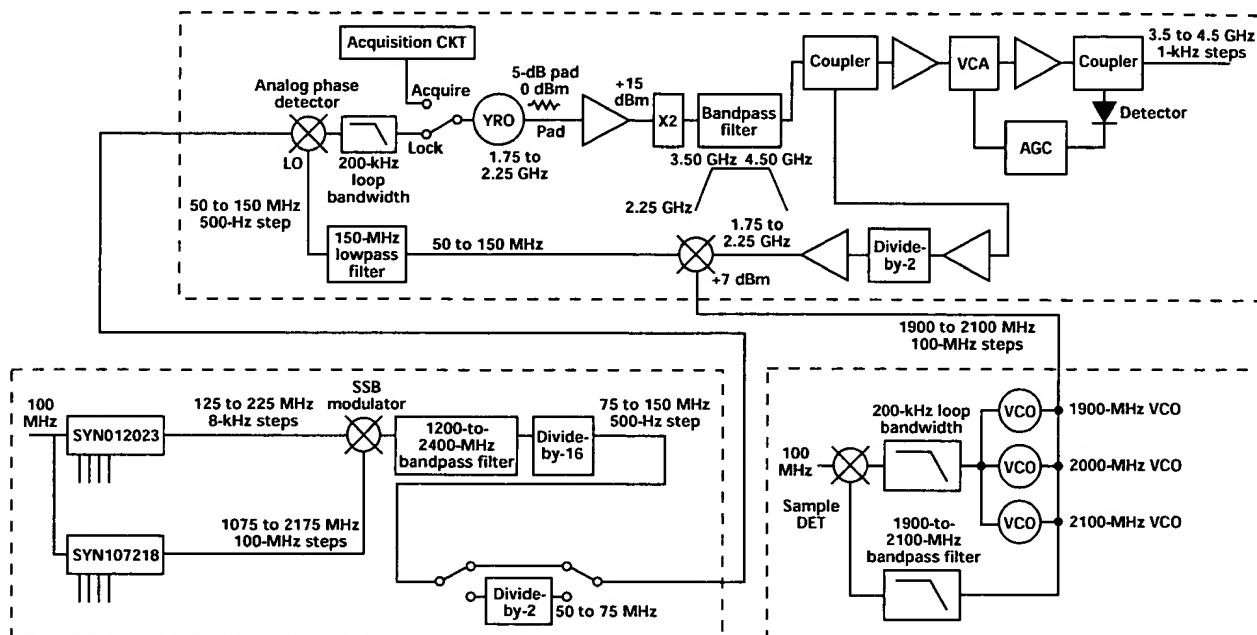 Acquisition CKT
Analog phase
detector
Acquire
5-dB pad
0 dBm
+15
dBm
Coupler
VCA
Coupler
3.5 to 4.5 GHz
1-kHz steps
YRO
Pad
X2
Bandpass
filter
Detector
LO
Lock
200-kHz
loop
bandwidth
1.75 to
2.25 GHz
3.50 GHz 4.50 GHz
AGC
50 to 150 MHz
500-Hz step
2.25 GHz
1.75 to
2.25 GHz
150-MHz
lowpass
filter
50 to 150 MHz
+7 dBm
Divide-
by-2
1900 to 2100 MHz
100-MHz steps
100
MHz
SYN012023
125 to 225 MHz
8-kHz steps
SSB
modulator
1200-to-
2400-MHz
bandpass filter
Divide-
by-16
75 to 150 MHz
500-Hz step
SYN107218
1075 to 2175 MHz
100-MHz steps
Divide-
by-2
50 to 75 MHz
200-kHz loop
bandwidth
VCO
1900-MHz VCO
100
MHz
VCO
2000-MHz VCO
Sample
DET
VCO
2100-MHz VCO
1900-to-
2100-MHz
bandpass filter